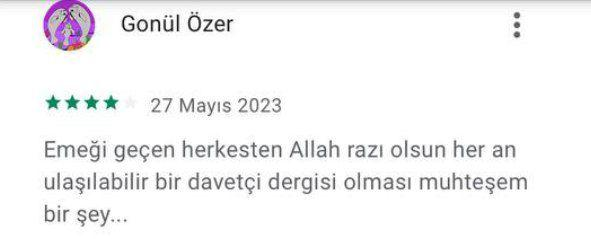 Gonül Özer
27 Mayıs 2023
Emeği geçen herkesten Allah razı olsun her an
ulaşılabilir bir davetçi dergisi olması muhteşem
bir şey...